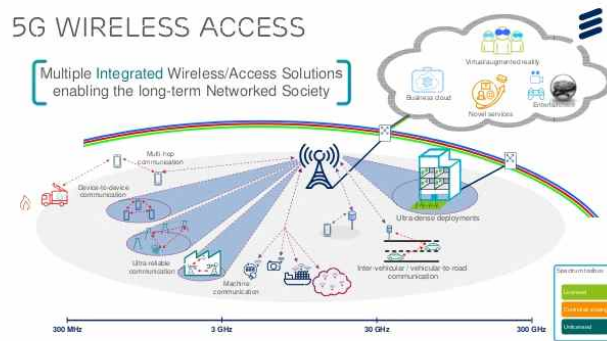 5G WIRELESS ACCESS
Multiple Integrated Wireless/Access Solutions
enabling the long-term Networked Society
Virtual/augmented reality
Business cloud
Entertainment
Novel services
Multi-hop
communication
Device-to-device
communication
Ultra-reliable
communication
Machine
communication
Ultra-dense deployments
Inter-vehicular / vehicular-to-road
communication
Spectrum toolbox
Licensed
Unlicensed
300 MHz
3 GHz
30 GHz
300 GHz